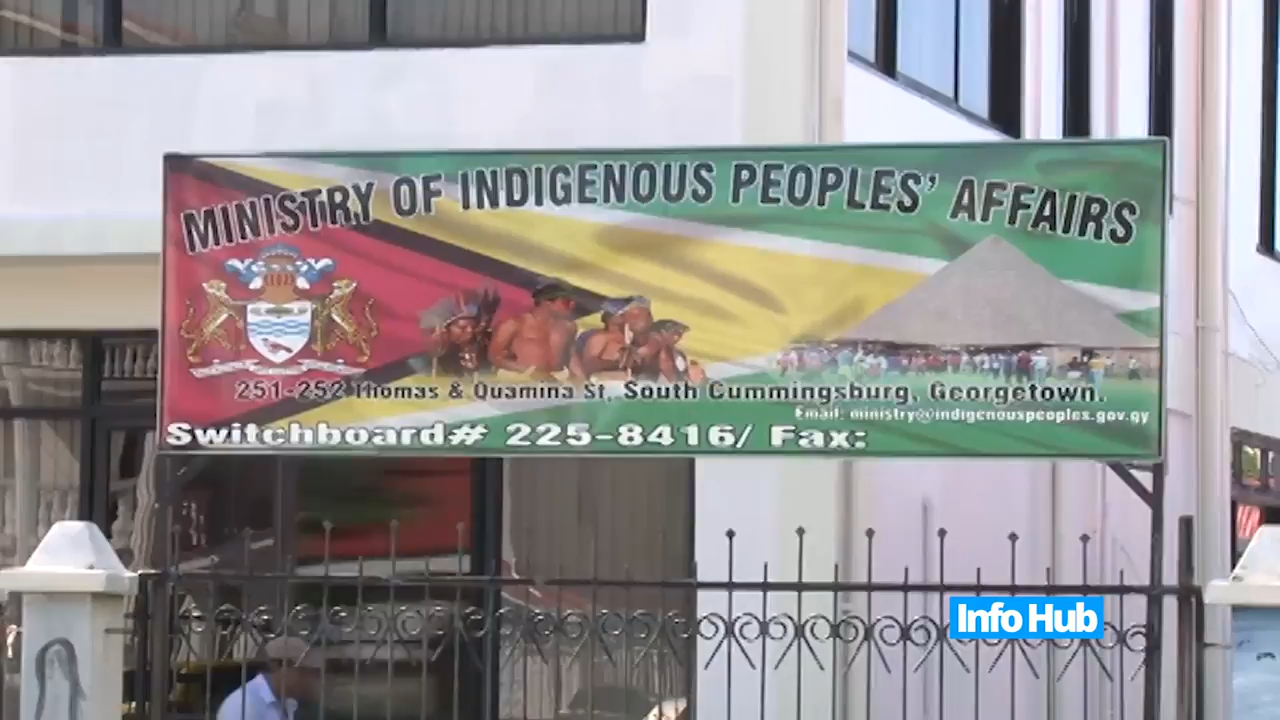 MINISTRY OF INDIGENOUS PEOPLES' AFFAIRS
251-252 Thomas & Quamina St, South Cummingsburg, Georgetown.
Email: ministry@indigenouspeoples.gov.gy
Switchboard# 225-8416/ Fax:
Info Hub